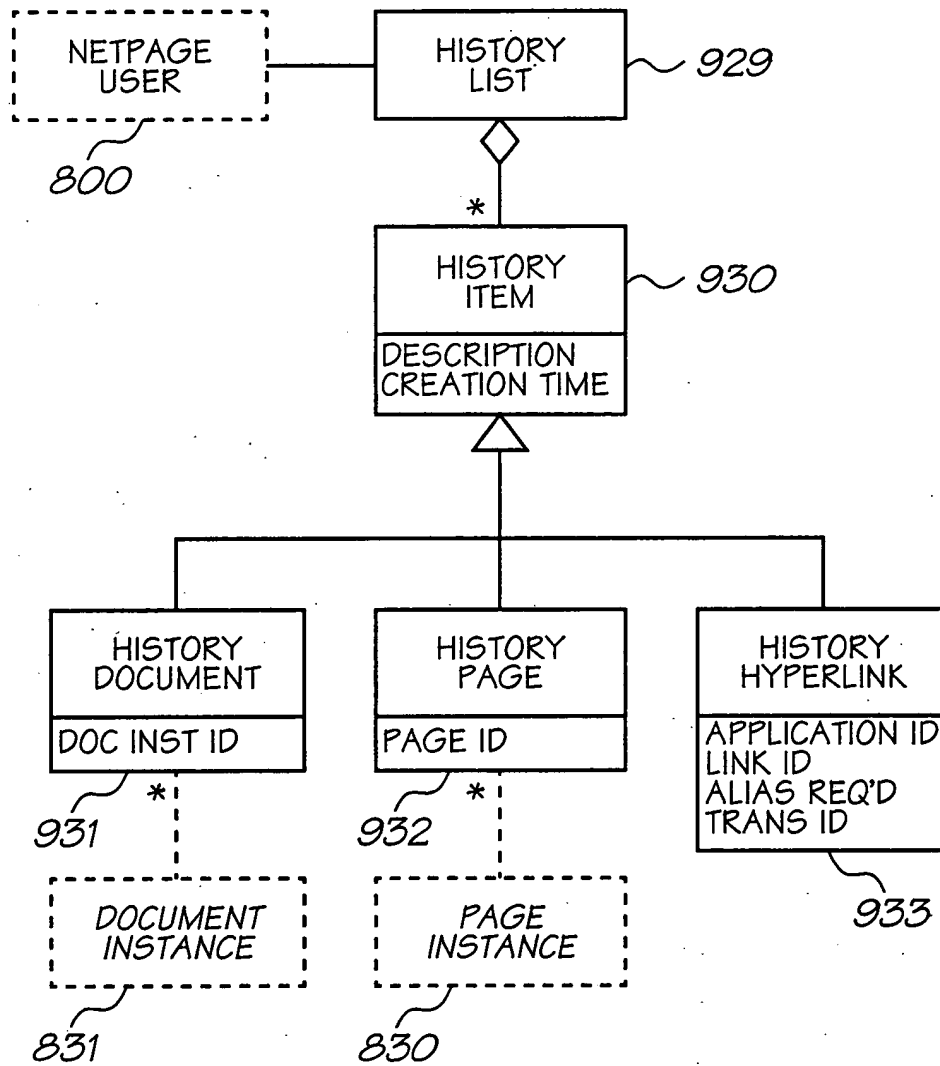 NETPAGE
USER
800
HISTORY
LIST
929
*
HISTORY
ITEM
930
DESCRIPTION
CREATION TIME
HISTORY
DOCUMENT
DOC INST ID
931
*
HISTORY
PAGE
PAGE ID
932
*
HISTORY
HYPERLINK
APPLICATION ID
LINK ID
ALIAS REQ'D
TRANS ID
933
DOCUMENT
INSTANCE
831
PAGE
INSTANCE
830